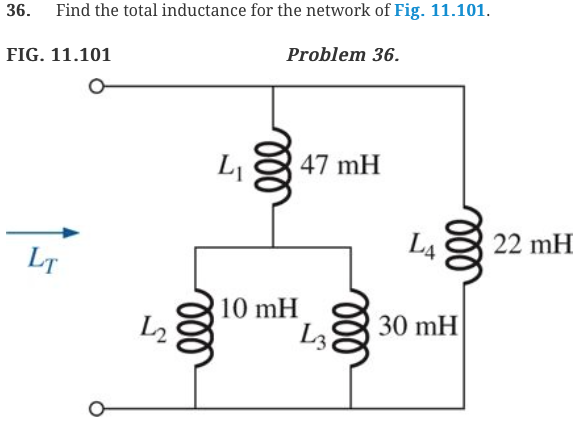 36. Find the total inductance for the network of Fig. 11.101.
FIG. 11.101 Problem 36.
L1 47 mH
LT
L4 22 mH
10 mH
L2
L3 30 mH